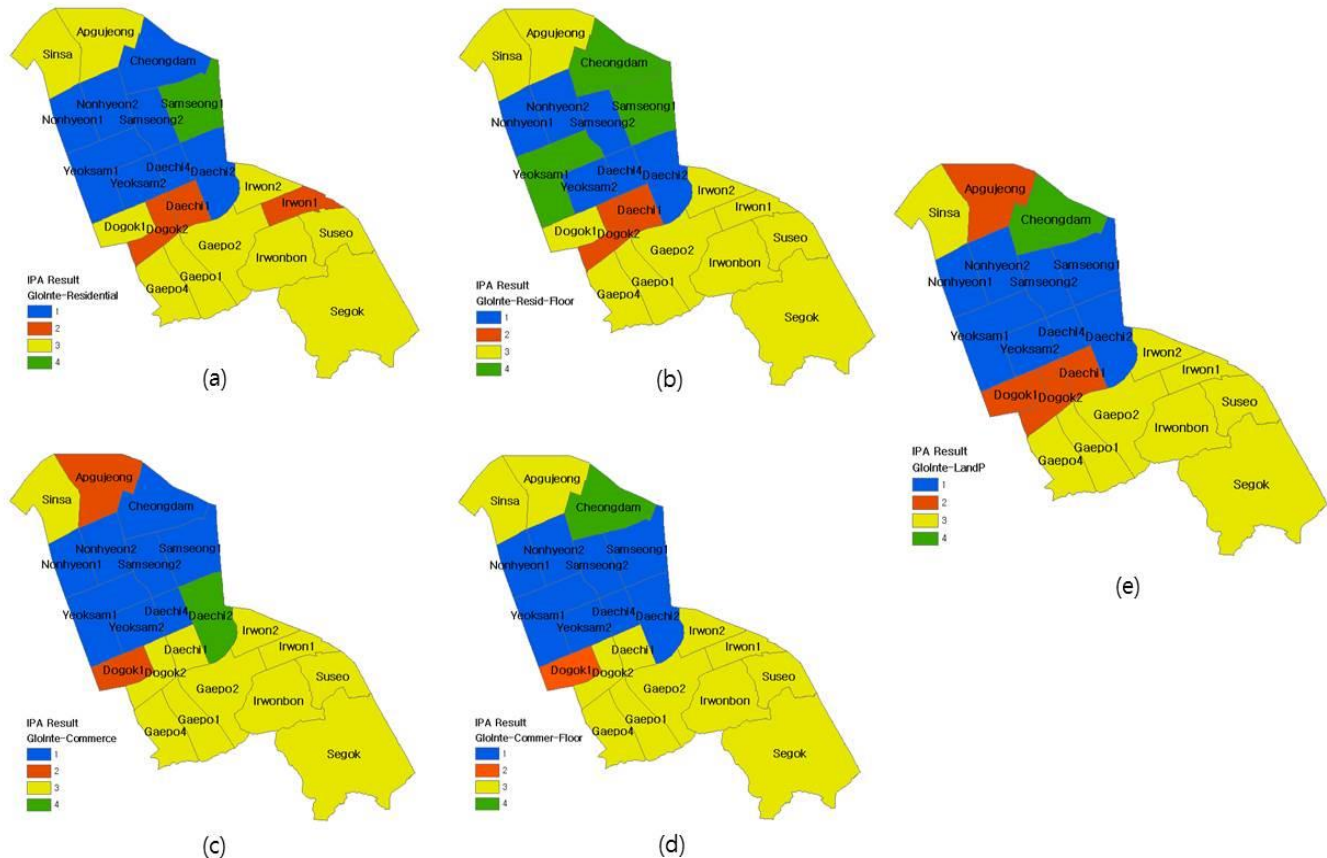 Apgujeong
Sinsa
Cheongdam
Nonhyeon2
Samseong1
Nonhyeon1
Samseong2
Yeoksam1
Daechi4
Daechi2
Yeoksam2
Irwon2
Daechi1
Irwon1
Dogok1
Dogok2
Suseo
Gaepo2
Irwonbon
Gaepo1
Gaepo4
Segok
IPA Result
GloInte-Residential
1
2
3
4
(a)
Apgujeong
Sinsa
Cheongdam
Nonhyeon2
Samseong1
Nonhyeon1
Samseong2
Yeoksam1
Daechi4
Daechi2
Yeoksam2
Irwon2
Daechi1
Irwon1
Dogok1
Dogok2
Suseo
Gaepo2
Irwonbon
Gaepo1
Gaepo4
Segok
IPA Result
GloInte-Resid-Floor
1
2
3
4
(b)
Apgujeong
Sinsa
Cheongdam
Nonhyeon2
Samseong1
Nonhyeon1
Samseong2
Yeoksam1
Daechi4
Daechi2
Yeoksam2
Irwon2
Daechi1
Irwon1
Dogok1
Dogok2
Suseo
Gaepo2
Irwonbon
Gaepo1
Gaepo4
Segok
IPA Result
GloInte-Commerce
1
2
3
4
(c)
Apgujeong
Sinsa
Cheongdam
Nonhyeon2
Samseong1
Nonhyeon1
Samseong2
Yeoksam1
Daechi4
Daechi2
Yeoksam2
Irwon2
Daechi1
Irwon1
Dogok1
Dogok2
Suseo
Gaepo2
Irwonbon
Gaepo1
Gaepo4
Segok
IPA Result
GloInte-Commer-Floor
1
2
3
4
(d)
Apgujeong
Sinsa
Cheongdam
Nonhyeon2
Samseong1
Nonhyeon1
Samseong2
Yeoksam1
Daechi4
Daechi2
Yeoksam2
Irwon2
Daechi1
Irwon1
Dogok1
Dogok2
Suseo
Gaepo2
Irwonbon
Gaepo1
Gaepo4
Segok
IPA Result
GloInte-LandP
1
2
3
4
(e)